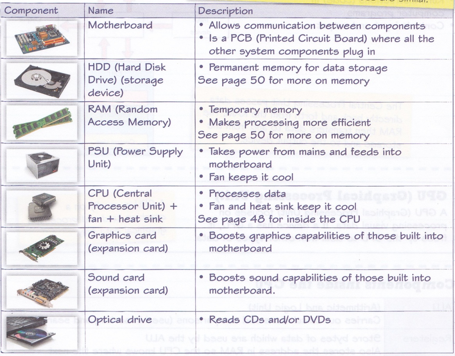 are similar.
Component Name Description
Motherboard
• Allows communication between components
• Is a PCB (Printed Circuit Board) where all the
other system components plug in
HDD (Hard Disk
Drive) (storage
device)
• Permanent memory for data storage
See page 50 for more on memory
RAM (Random
Access Memory)
• Temporary memory
• Makes processing more efficient
See page 50 for more on memory
PSU (Power Supply
Unit)
• Takes power from mains and feeds into
motherboard
• Fan keeps it cool
CPU (Central
Processor Unit) +
fan + heat sink
• Processes data
• Fan and heat sink keep it cool
See page 48 for inside the CPU
Graphics card
(expansion card)
• Boosts graphics capabilities of those built into
motherboard
Sound card
(expansion card)
• Boosts sound capabilities of those built into
motherboard.
Optical drive
• Reads CDs and/or DVDs